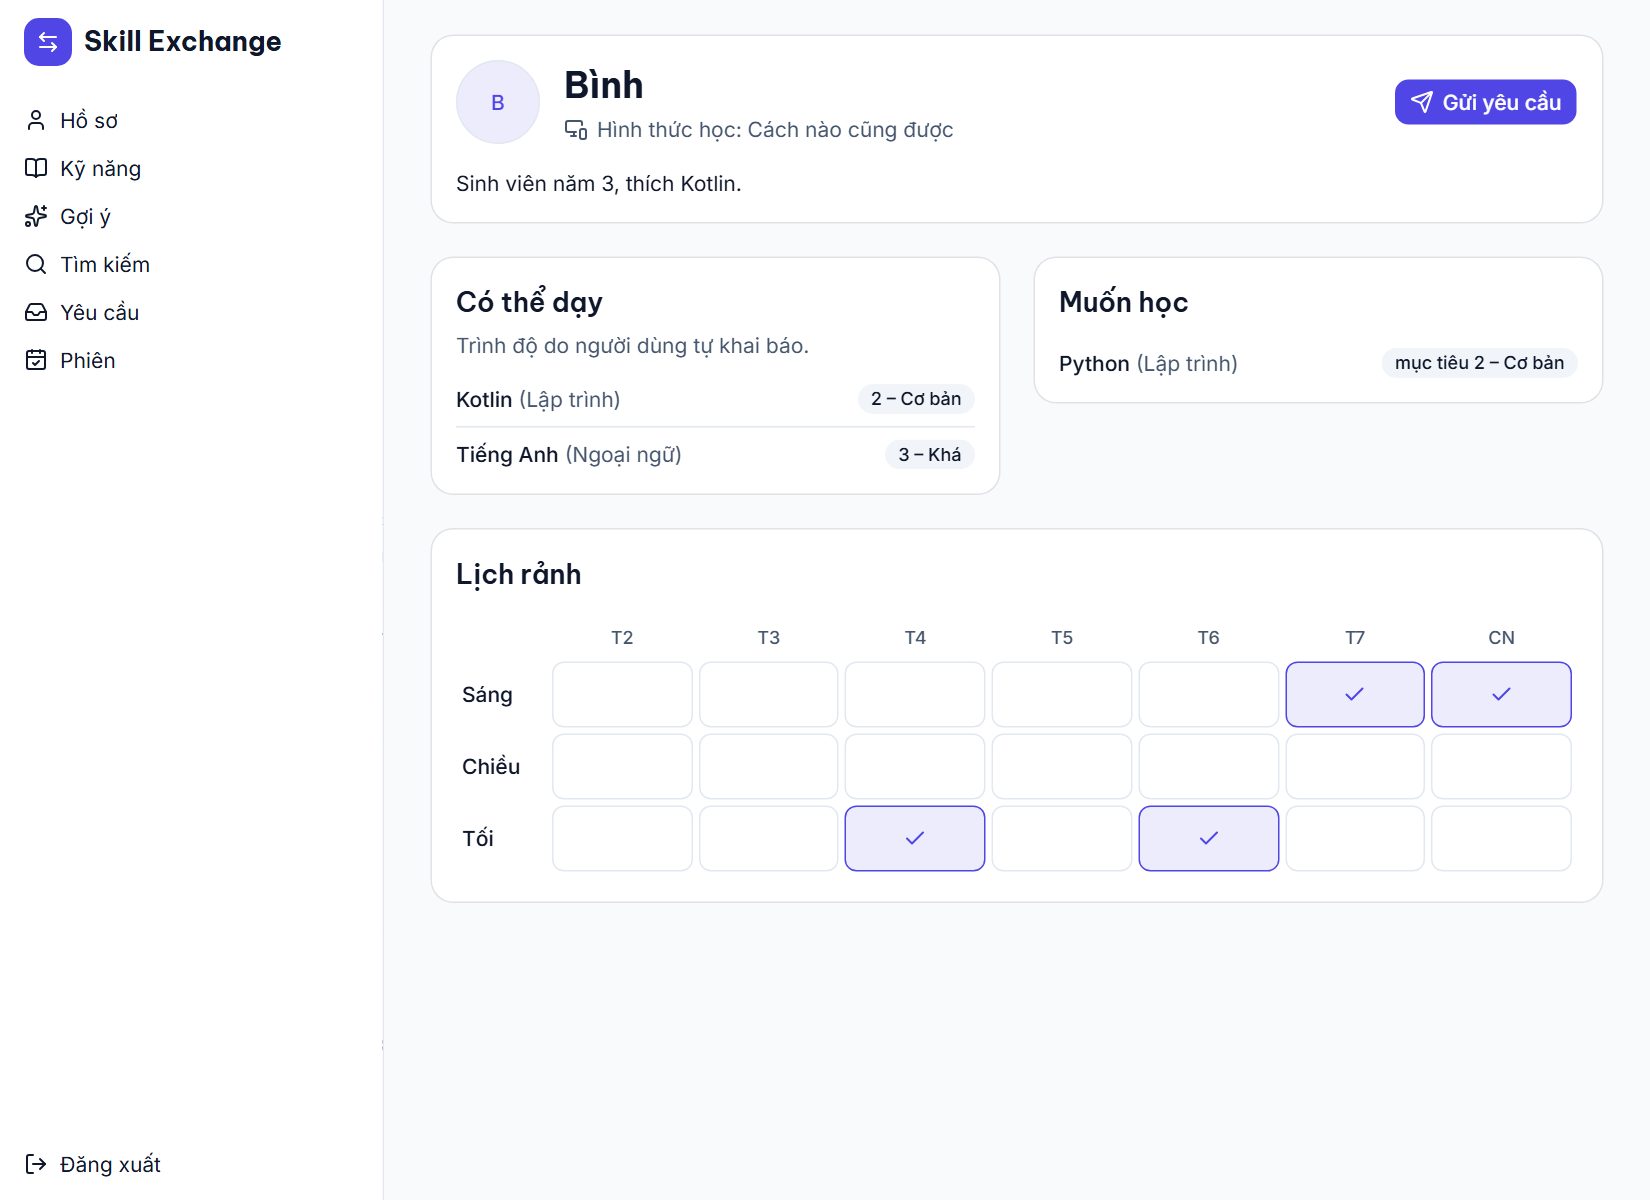 Skill Exchange
Hồ sơ
Kỹ năng
Gợi ý
Tìm kiếm
Yêu cầu
Phiên
Đăng xuất
B
Bình
Hình thức học: Cách nào cũng được
Gửi yêu cầu
Sinh viên năm 3, thích Kotlin.
Có thể dạy
Trình độ do người dùng tự khai báo.
Kotlin (Lập trình) 2 – Cơ bản
Tiếng Anh (Ngoại ngữ) 3 – Khá
Muốn học
Python (Lập trình) mục tiêu 2 – Cơ bản
Lịch rảnh
T2 T3 T4 T5 T6 T7 CN
Sáng
Chiều
Tối